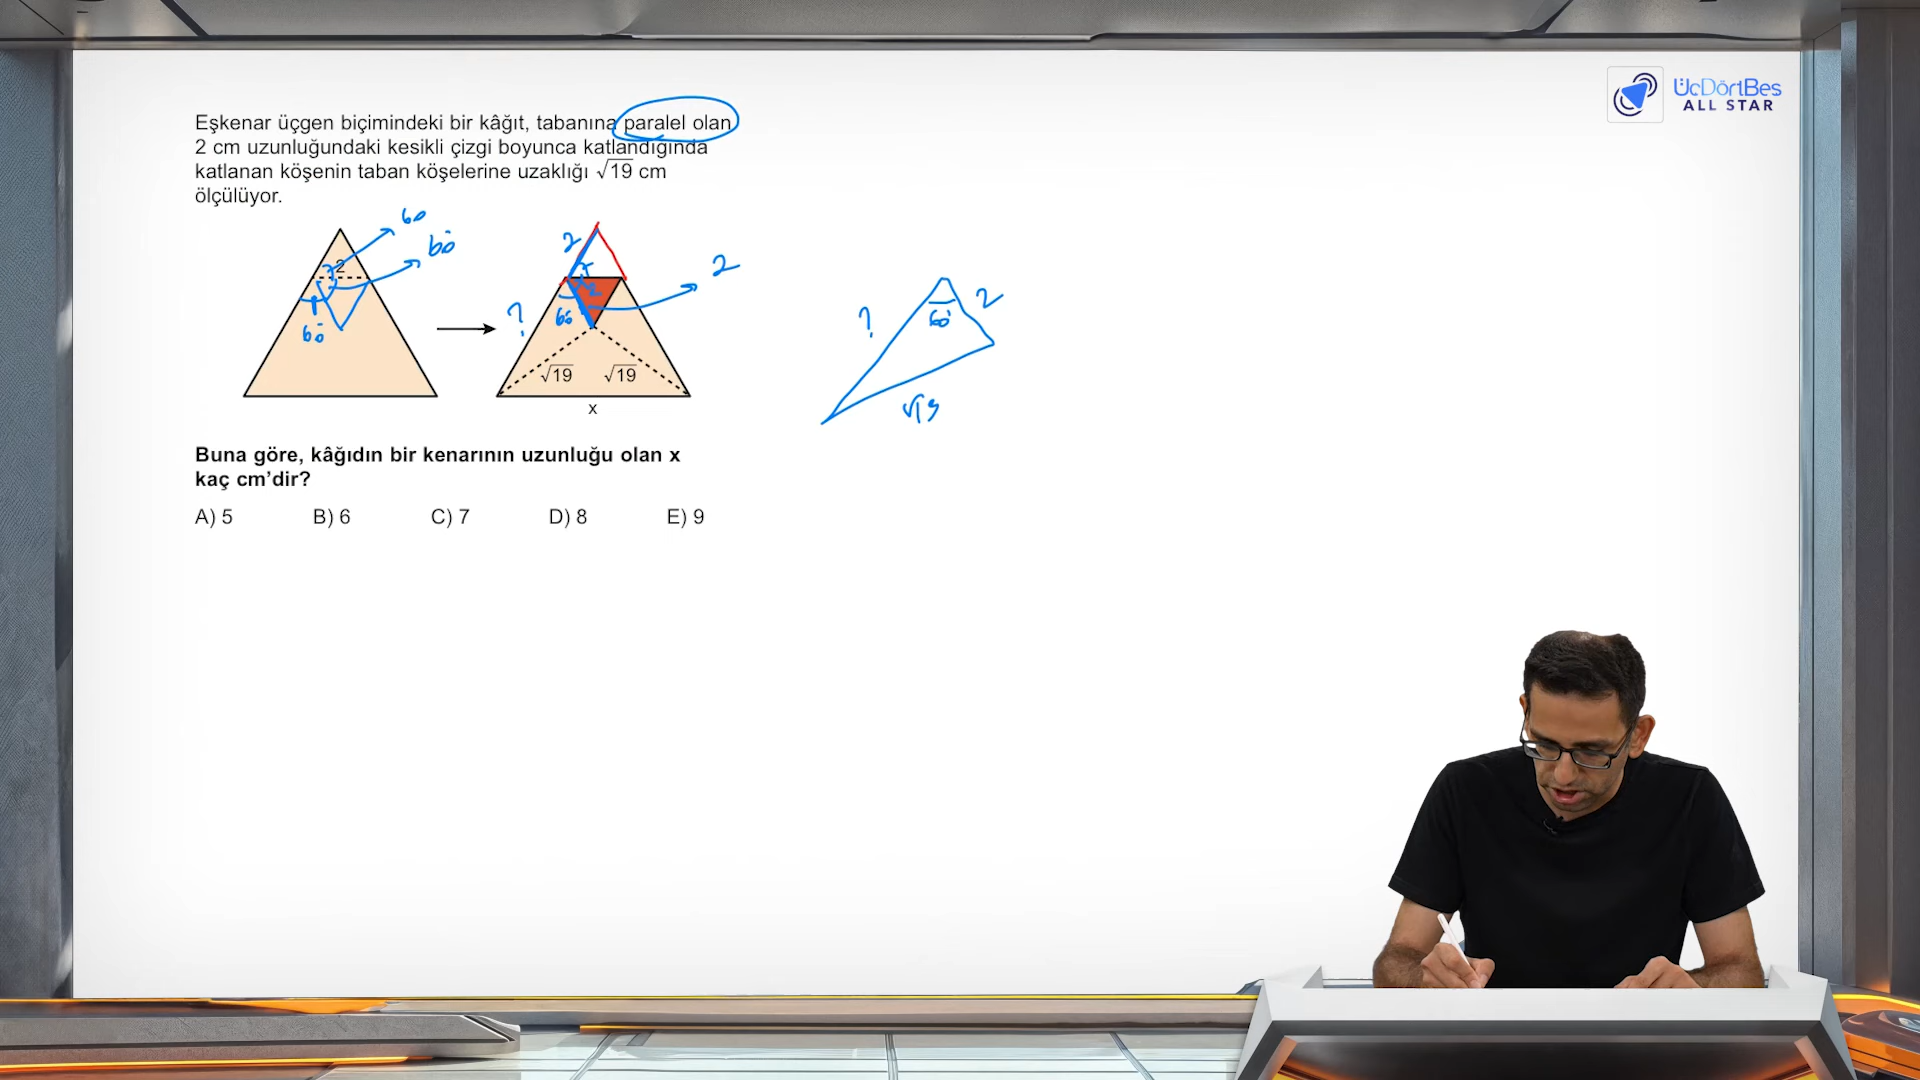 ÜçDörtBeş
ALL STAR
Eşkenar üçgen biçimindeki bir kâğıt, tabanına paralel olan
2 cm uzunluğundaki kesikli çizgi boyunca katlandığında
katlanan köşenin taban köşelerine uzaklığı √19 cm
ölçülüyor.
60
60°
2
60°
2
2
2
?
60°
√19 √19
x
?
60°
2
√19
Buna göre, kâğıdın bir kenarının uzunluğu olan x
kaç cm'dir?
A) 5 B) 6 C) 7 D) 8 E) 9